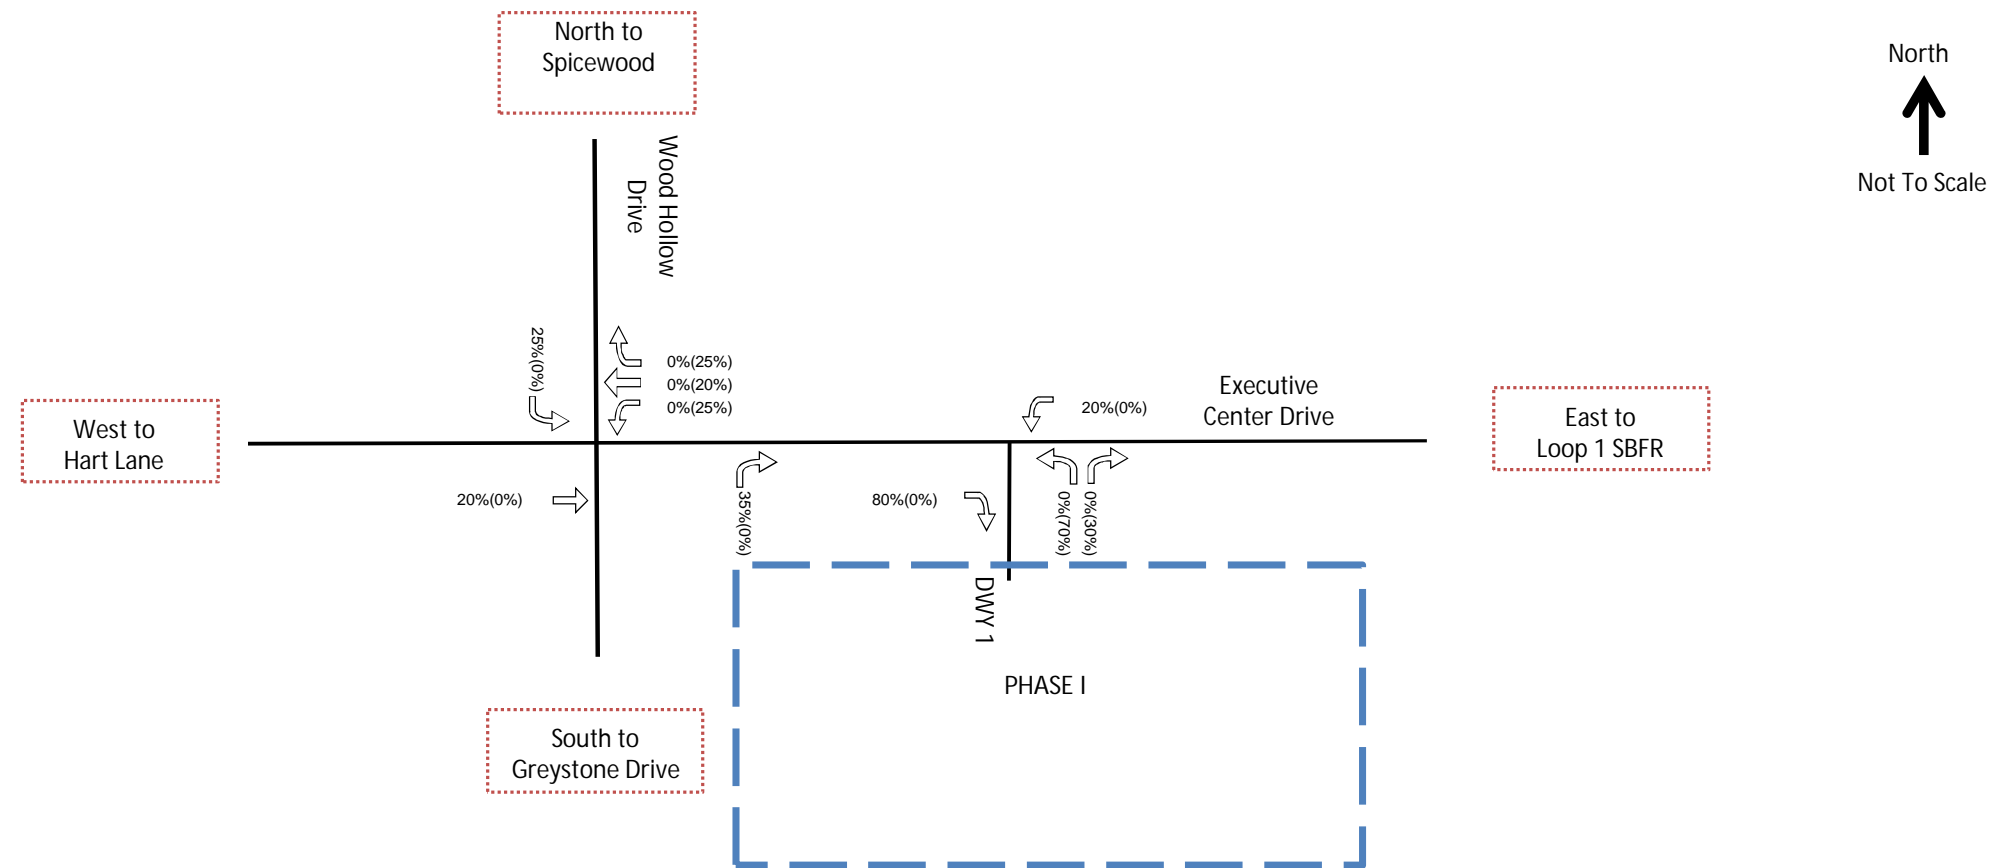 North to
Spicewood
North
Not To Scale
Wood Hollow
Drive
25%(0%)
0%(25%)
0%(20%)
0%(25%)
20%(0%)
Executive
Center Drive
East to
Loop 1 SBFR
West to
Hart Lane
20%(0%)
35%(0%)
80%(0%)
0%(70%)
0%(30%)
DWY 1
PHASE I
South to
Greystone Drive